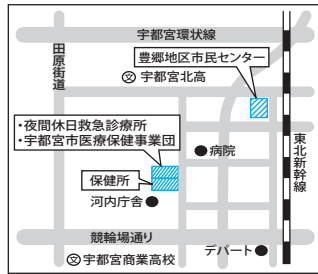 宇都宮環状線
豊郷地区市民センター
田原街道
宇都宮北高
・夜間休日救急診療所
・宇都宮市医療保健事業団
病院
東北新幹線
保健所
河内庁舎
競輪場通り
デパート
宇都宮商業高校